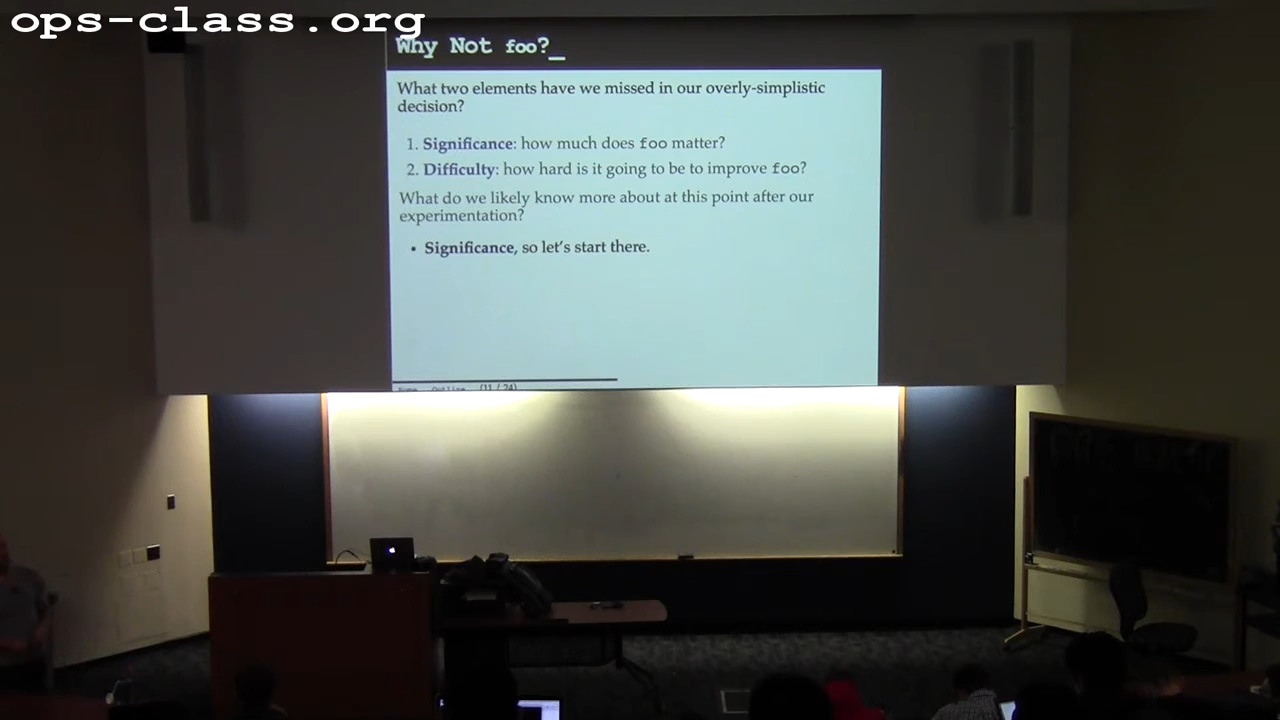 ops-class.org
Why Not foo?_
What two elements have we missed in our overly-simplistic
decision?
1. Significance: how much does foo matter?
2. Difficulty: how hard is it going to be to improve foo?
What do we likely know more about at this point after our
experimentation?
• Significance, so let's start there.
(11 / 24)